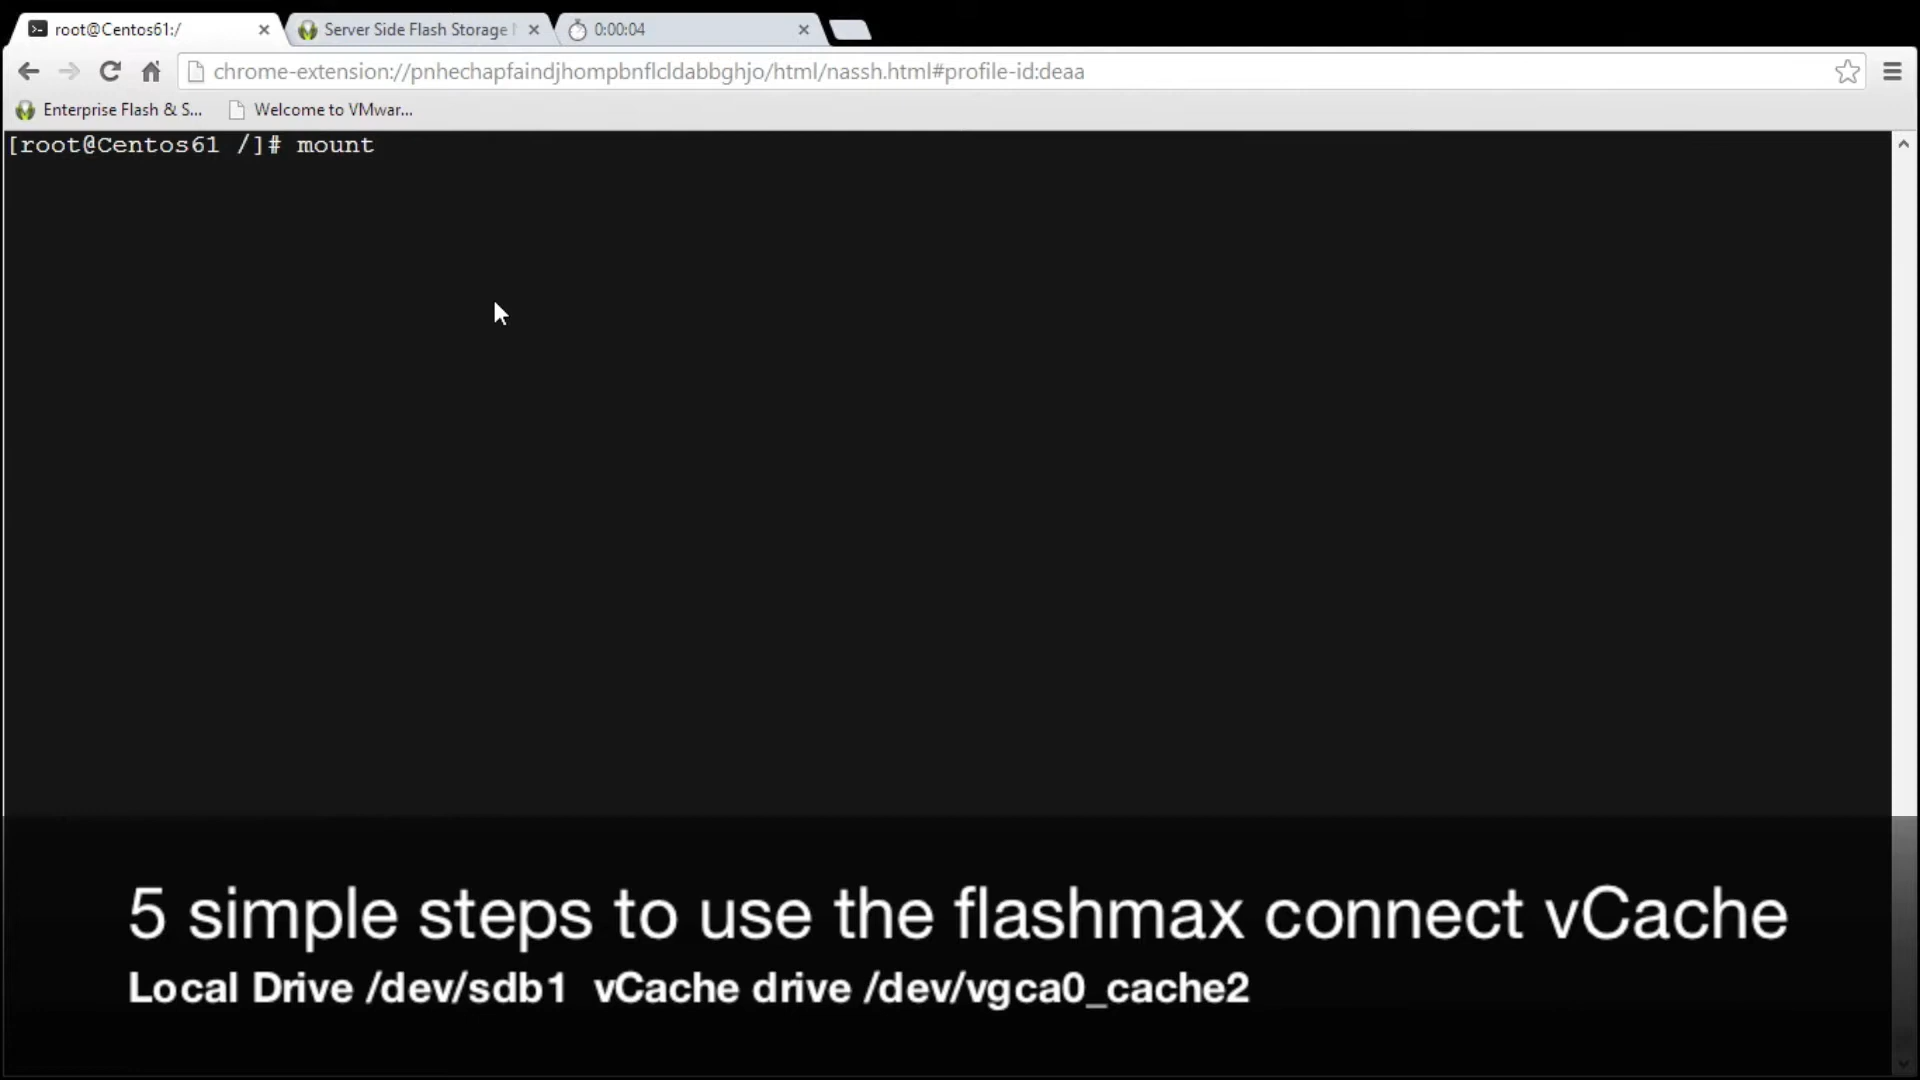 root@Centos61:/
Server Side Flash Storage
0:00:04
chrome-extension://pnhechapfaindjhompbnflcldabbghjo/html/nassh.html#profile-id:deaa
Enterprise Flash & S...
Welcome to VMwar...
[root@Centos61 /]# mount
5 simple steps to use the flashmax connect vCache
Local Drive /dev/sdb1 vCache drive /dev/vgca0_cache2